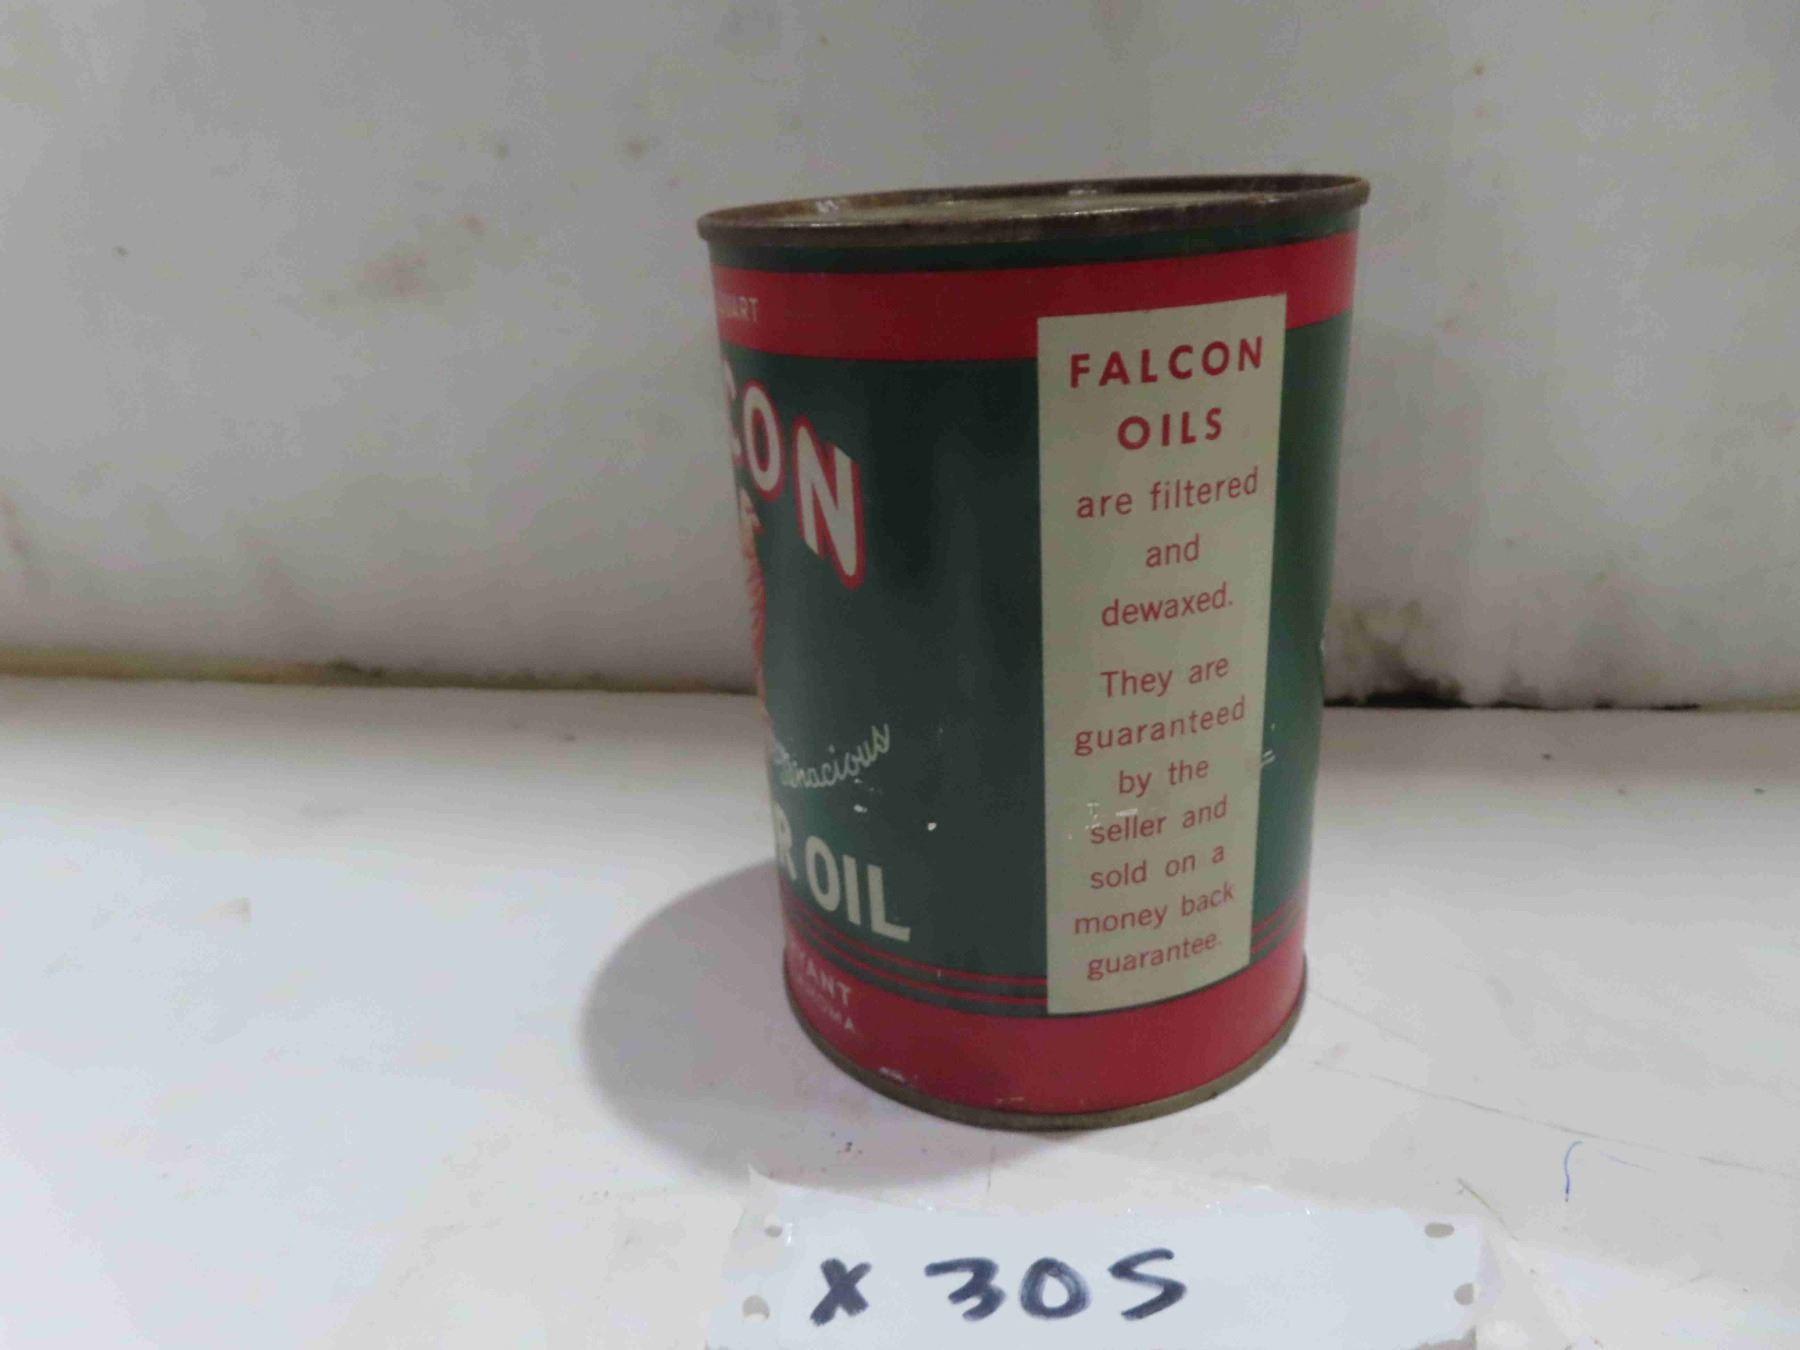 FALCON
OILS
are filtered
and
dewaxed.
They are
guaranteed
by the
seller and
sold on a
money back
guarantee.
CON
tenacious
R OIL
X 305